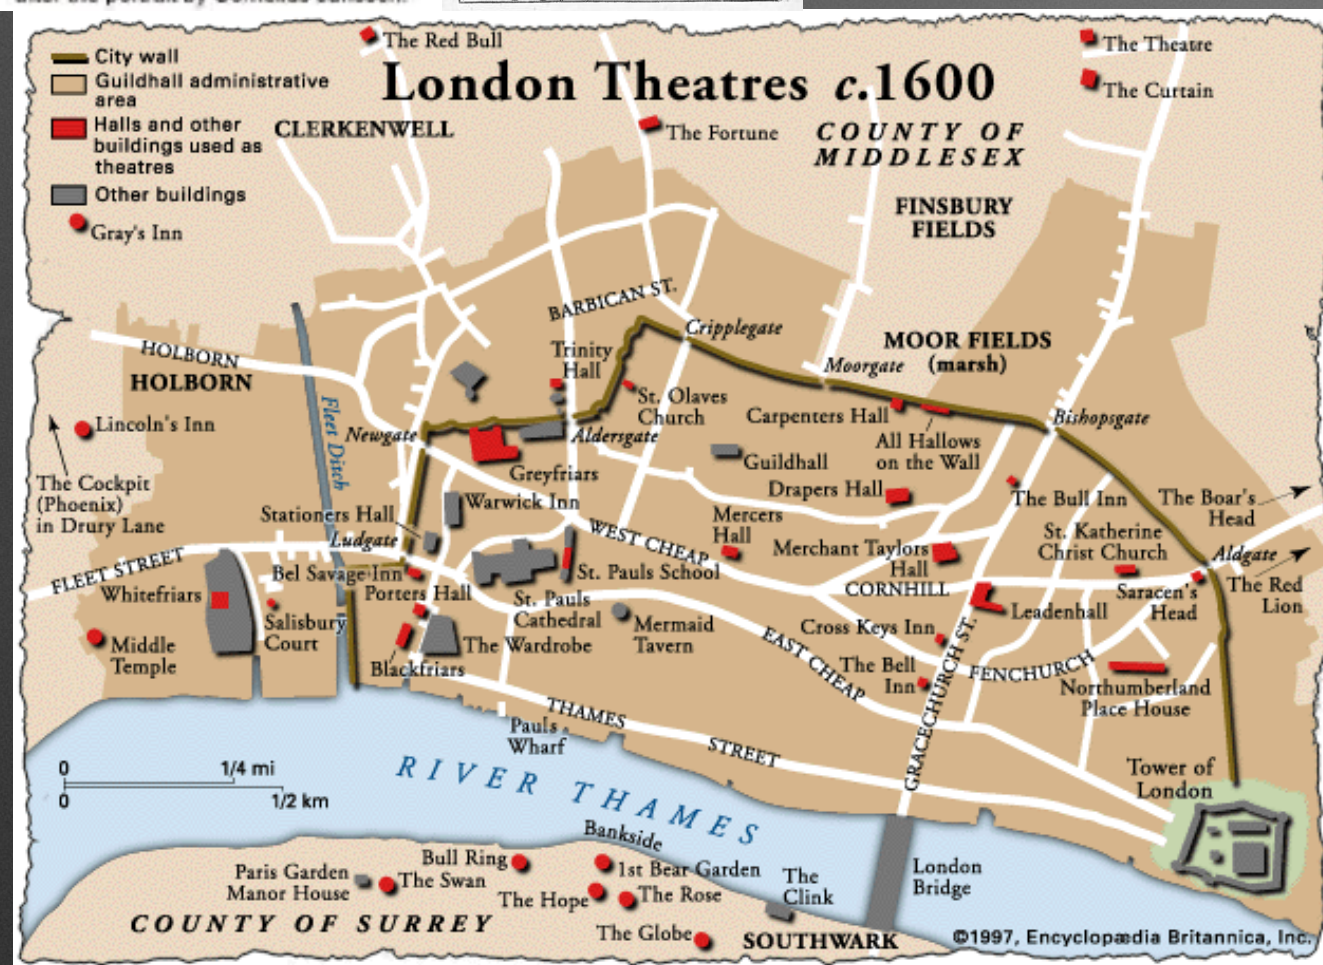 London Theatres c.1600
City wall
Guildhall administrative
area
Halls and other
buildings used as
theatres
Other buildings
The Red Bull
CLERKENWELL
The Fortune
COUNTY OF
MIDDLESEX
The Theatre
The Curtain
Gray's Inn
FINSBURY
FIELDS
BARBICAN ST.
Cripplegate
MOOR FIELDS
(marsh)
Moorgate
HOLBORN
HOLBORN
Trinity
Hall
St. Olaves
Church
Carpenters Hall
Bishopsgate
Lincoln's Inn
Fleet Ditch
Newgate
Aldersgate
All Hallows
on the Wall
Greyfriars
Guildhall
The Cockpit
(Phoenix)
in Drury Lane
Warwick Inn
Drapers Hall
The Bull Inn
The Boar's
Head
Stationers Hall
Ludgate
WEST CHEAP
Mercers
Hall
Merchant Taylors
Hall
St. Katherine
Christ Church
Aldgate
FLEET STREET
Bel Savage Inn
St. Pauls School
CORNHILL
Saracen's
Head
The Red
Lion
Whitefriars
Porters Hall
St. Pauls
Cathedral
Leadenhall
Salisbury
Court
Mermaid
Tavern
Cross Keys Inn
Middle
Temple
The Wardrobe
EAST CHEAP
Blackfriars
The Bell
Inn
FENCHURCH
Northumberland
Place House
THAMES
STREET
Pauls
Wharf
GRACECHURCH ST.
Tower of
London
0 1/4 mi
0 1/2 km
RIVER THAMES
Bankside
Bull Ring
1st Bear Garden
The
Clink
London
Bridge
Paris Garden
Manor House
The Swan
The Hope
The Rose
COUNTY OF SURREY
The Globe
SOUTHWARK
©1997, Encyclopædia Britannica, Inc.